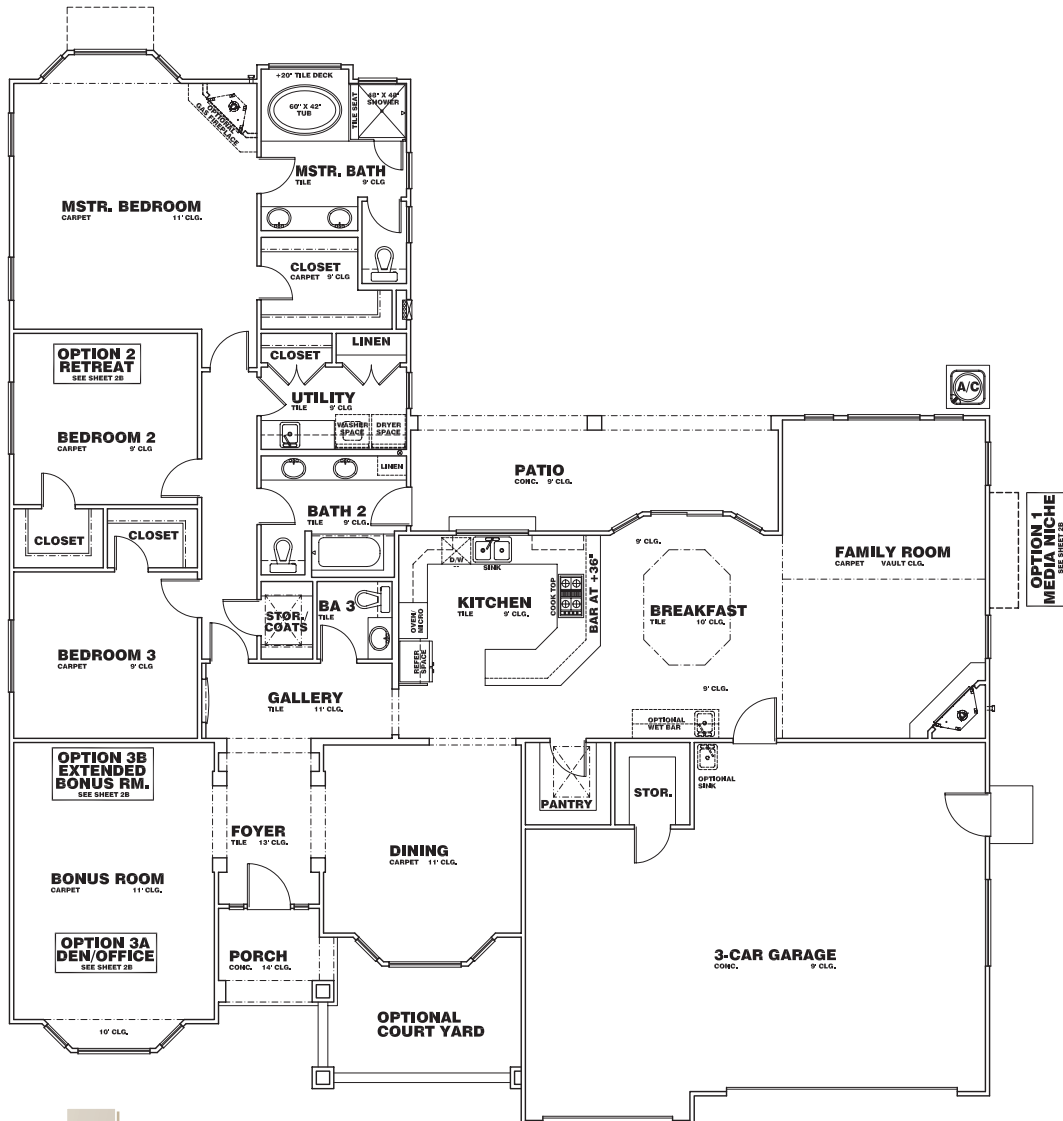 +20" TILE DECK
60" X 42"
TUB
TILE SEAT
48" X 48"
SHOWER
OPTIONAL
GAS FIREPLACE
MSTR. BATH
TILE 9' CLG
MSTR. BEDROOM
CARPET 11' CLG.
CLOSET
CARPET 9' CLG
CLOSET
LINEN
OPTION 2
RETREAT
SEE SHEET 2B
UTILITY
TILE 9' CLG
WASHER
SPACE
DRYER
SPACE
BEDROOM 2
CARPET 9' CLG
LINEN
BATH 2
TILE 9' CLG.
CLOSET
CLOSET
A/C
PATIO
CONC. 9' CLG.
9' CLG.
FAMILY ROOM
CARPET VAULT CLG.
OPTION 1
MEDIA NICHE
SEE SHEET 2B
D/W
SINK
KITCHEN
TILE 9' CLG.
COOK TOP
BAR AT +36"
OVEN/
MICRO
REFER
SPACE
BREAKFAST
TILE 10' CLG.
9' CLG.
STOR.
COATS
BA 3
TILE
BEDROOM 3
CARPET 9' CLG
GALLERY
TILE 11' CLG.
OPTIONAL
WET BAR
OPTIONAL
SINK
OPTION 3B
EXTENDED
BONUS RM.
SEE SHEET 2B
PANTRY
STOR.
FOYER
TILE 13' CLG.
DINING
CARPET 11' CLG.
BONUS ROOM
CARPET 11' CLG.
OPTION 3A
DEN/OFFICE
SEE SHEET 2B
PORCH
CONC. 14' CLG.
3-CAR GARAGE
CONC. 9' CLG.
OPTIONAL
COURT YARD
10' CLG.